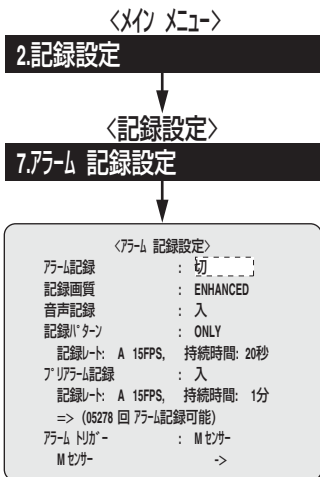 〈メイン メニュー〉
2.記録設定
〈記録設定〉
7.アラーム 記録設定
〈アラーム 記録設定〉
アラーム記録 : 切
記録画質 : ENHANCED
音声記録 : 入
記録パターン : ONLY
記録レート: A 15FPS, 持続時間: 20秒
プリアラーム記録 : 入
記録レート: A 15FPS, 持続時間: 1分
=> (05278 回 アラーム記録可能)
アラーム トリガー : M センサー
M センサー ->